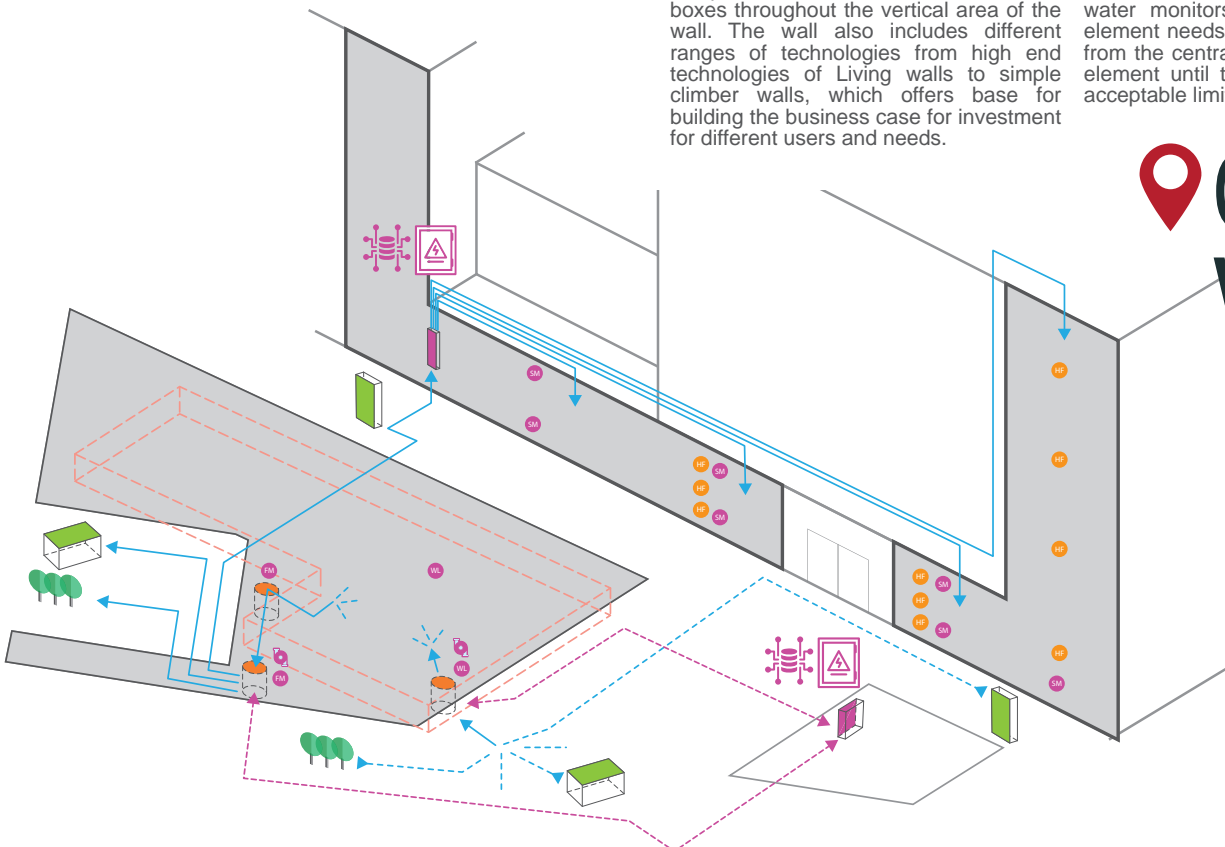 boxes throughout the vertical area of the
wall. The wall also includes different
ranges of technologies from high end
technologies of Living walls to simple
climber walls, which offers base for
building the business case for investment
for different users and needs.
water monitors
element needs
from the centra
element until t
acceptable limi
SM
SM
HF
SM
HF
HF
SM
HF
HF
HF
SM
HF
HF
SM
HF
HF
SM
FM
WL
WL
FM